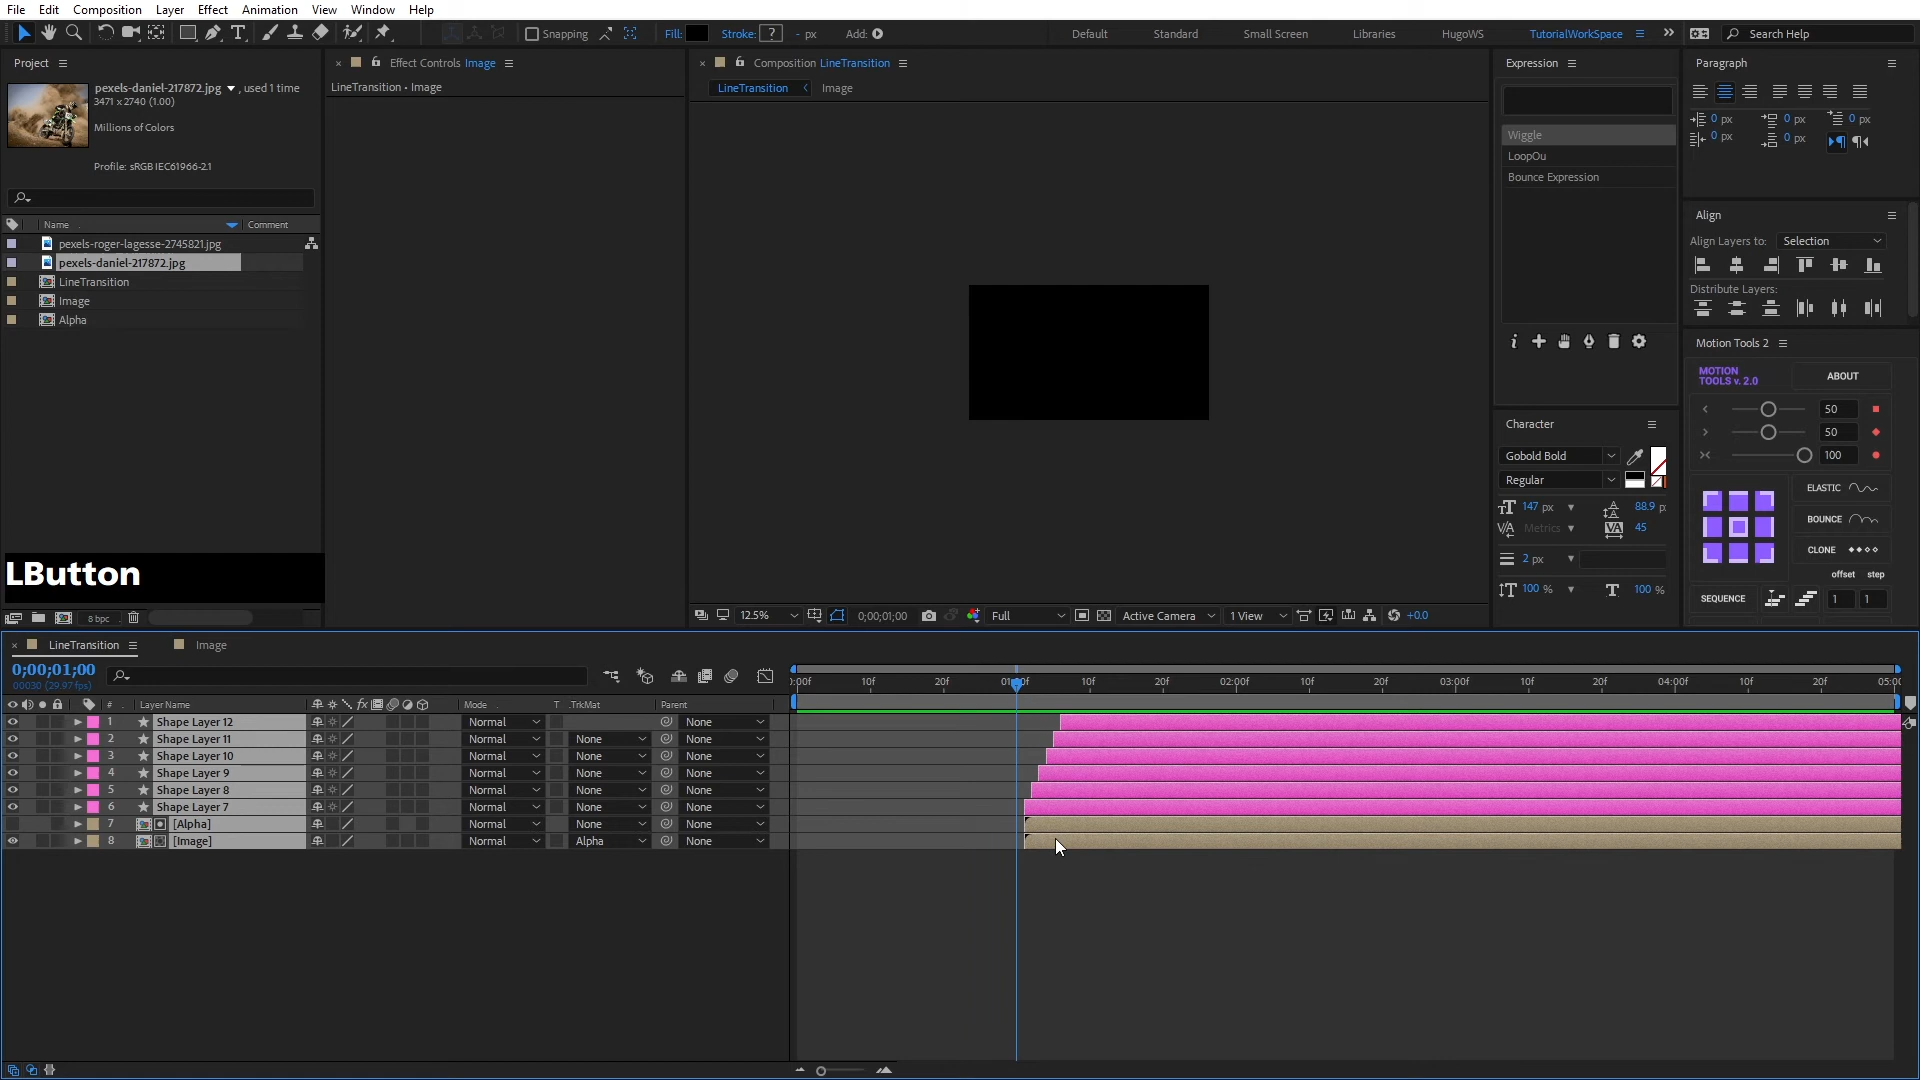 File Edit Composition Layer Effect Animation View Window Help
Snapping Fill: Stroke: ? - px Add: Default Standard Small Screen Libraries HugoWS TutorialWorkSpace Search Help
Project
pexels-daniel-217872.jpg , used 1 time
3471 x 2740 (1.00)
Millions of Colors
Profile: sRGB IEC61966-2.1
Name Comment
pexels-roger-lagesse-2745821.jpg
pexels-daniel-217872.jpg
LineTransition
Image
Alpha
LButton
8 bpc
Effect Controls Image
LineTransition • Image
Composition LineTransition
LineTransition Image
12.5% 0;00;01;00 Full Active Camera 1 View +0.0
Expression
Wiggle
LoopOu
Bounce Expression
Character
Gobold Bold
Regular
147 px 88.9 p
Metrics 45
2 px
100 % 100 %
Paragraph
0 px 0 px 0 px
0 px 0 px
Align
Align Layers to: Selection
Distribute Layers:
Motion Tools 2
MOTION TOOLS v. 2.0 ABOUT
50
50
100
ELASTIC
BOUNCE
CLONE
offset step
SEQUENCE 1 1
LineTransition Image
0;00;01;00
00030 (29.97 fps)
:00f 10f 20f 01:00f 10f 20f 02:00f 10f 20f 03:00f 10f 20f 04:00f 10f 20f 05:00
# Layer Name fx Mode T .TrkMat Parent
1 Shape Layer 12 Normal None
2 Shape Layer 11 Normal None None
3 Shape Layer 10 Normal None None
4 Shape Layer 9 Normal None None
5 Shape Layer 8 Normal None None
6 Shape Layer 7 Normal None None
7 [Alpha] Normal None None
8 [Image] Normal Alpha None